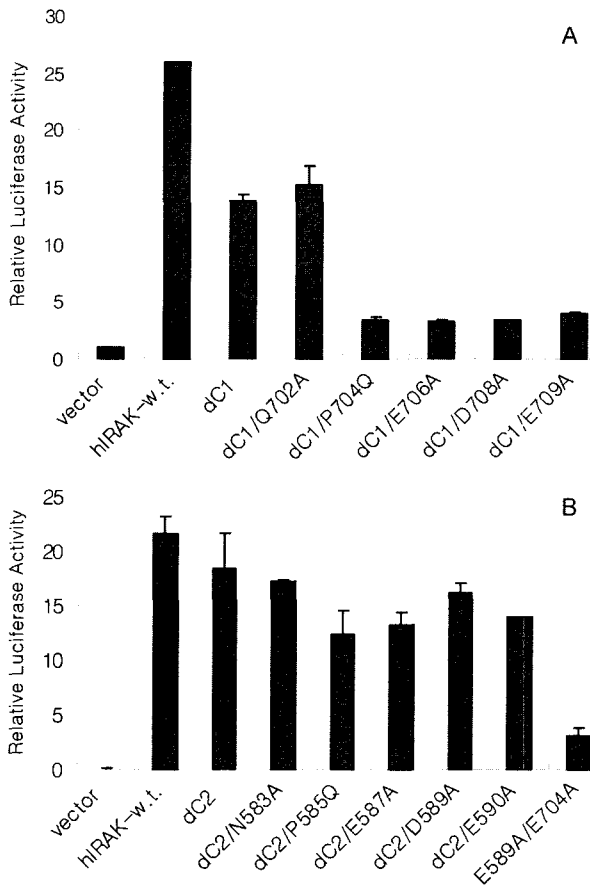 A
Relative Luciferase Activity
30
25
20
15
10
5
0
vector
hIRAK-w.t.
dC1
dC1/Q702A
dC1/P704Q
dC1/E706A
dC1/D708A
dC1/E709A
B
Relative Luciferase Activity
25
20
15
10
5
0
vector
hIRAK-w.t.
dC2
dC2/N583A
dC2/P585Q
dC2/E587A
dC2/D589A
dC2/E590A
E589A/E704A